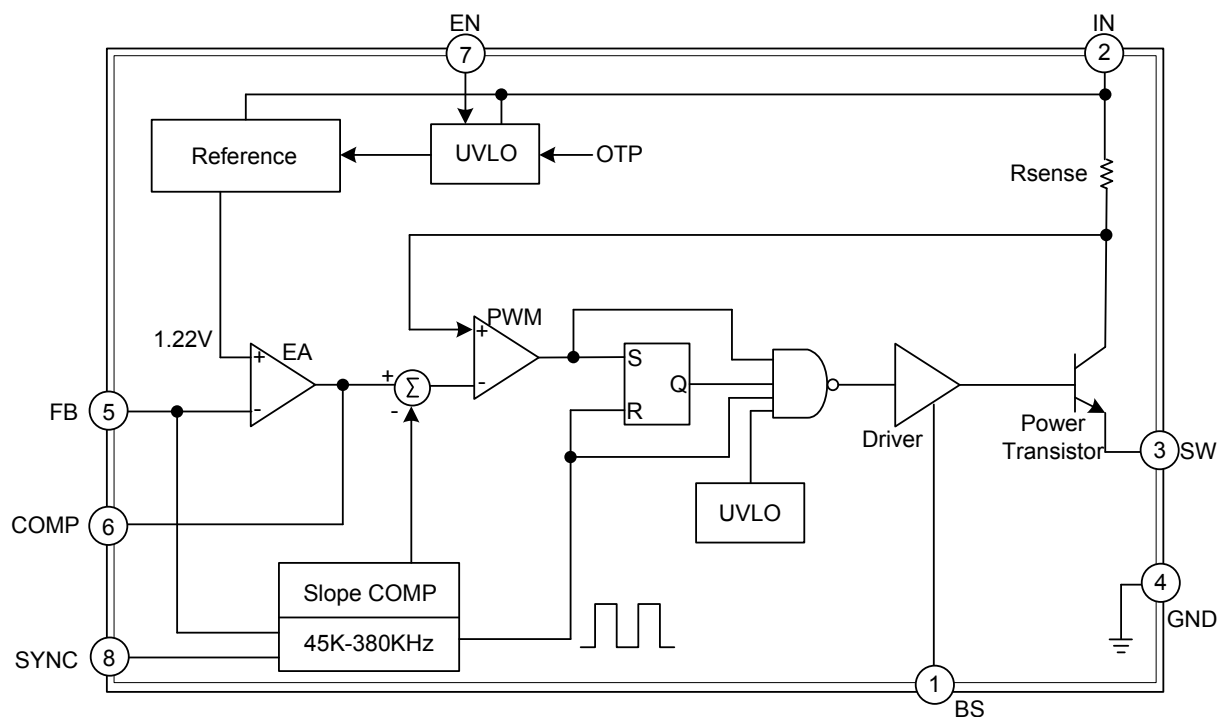 EN
7
IN
2
Reference
UVLO
OTP
Rsense
1.22V
+
EA
-
+
PWM
-
+
Σ
-
S
Q
R
Driver
Power
Transistor
FB
5
3
SW
COMP
6
UVLO
4
GND
Slope COMP
45K-380KHz
SYNC
8
1
BS